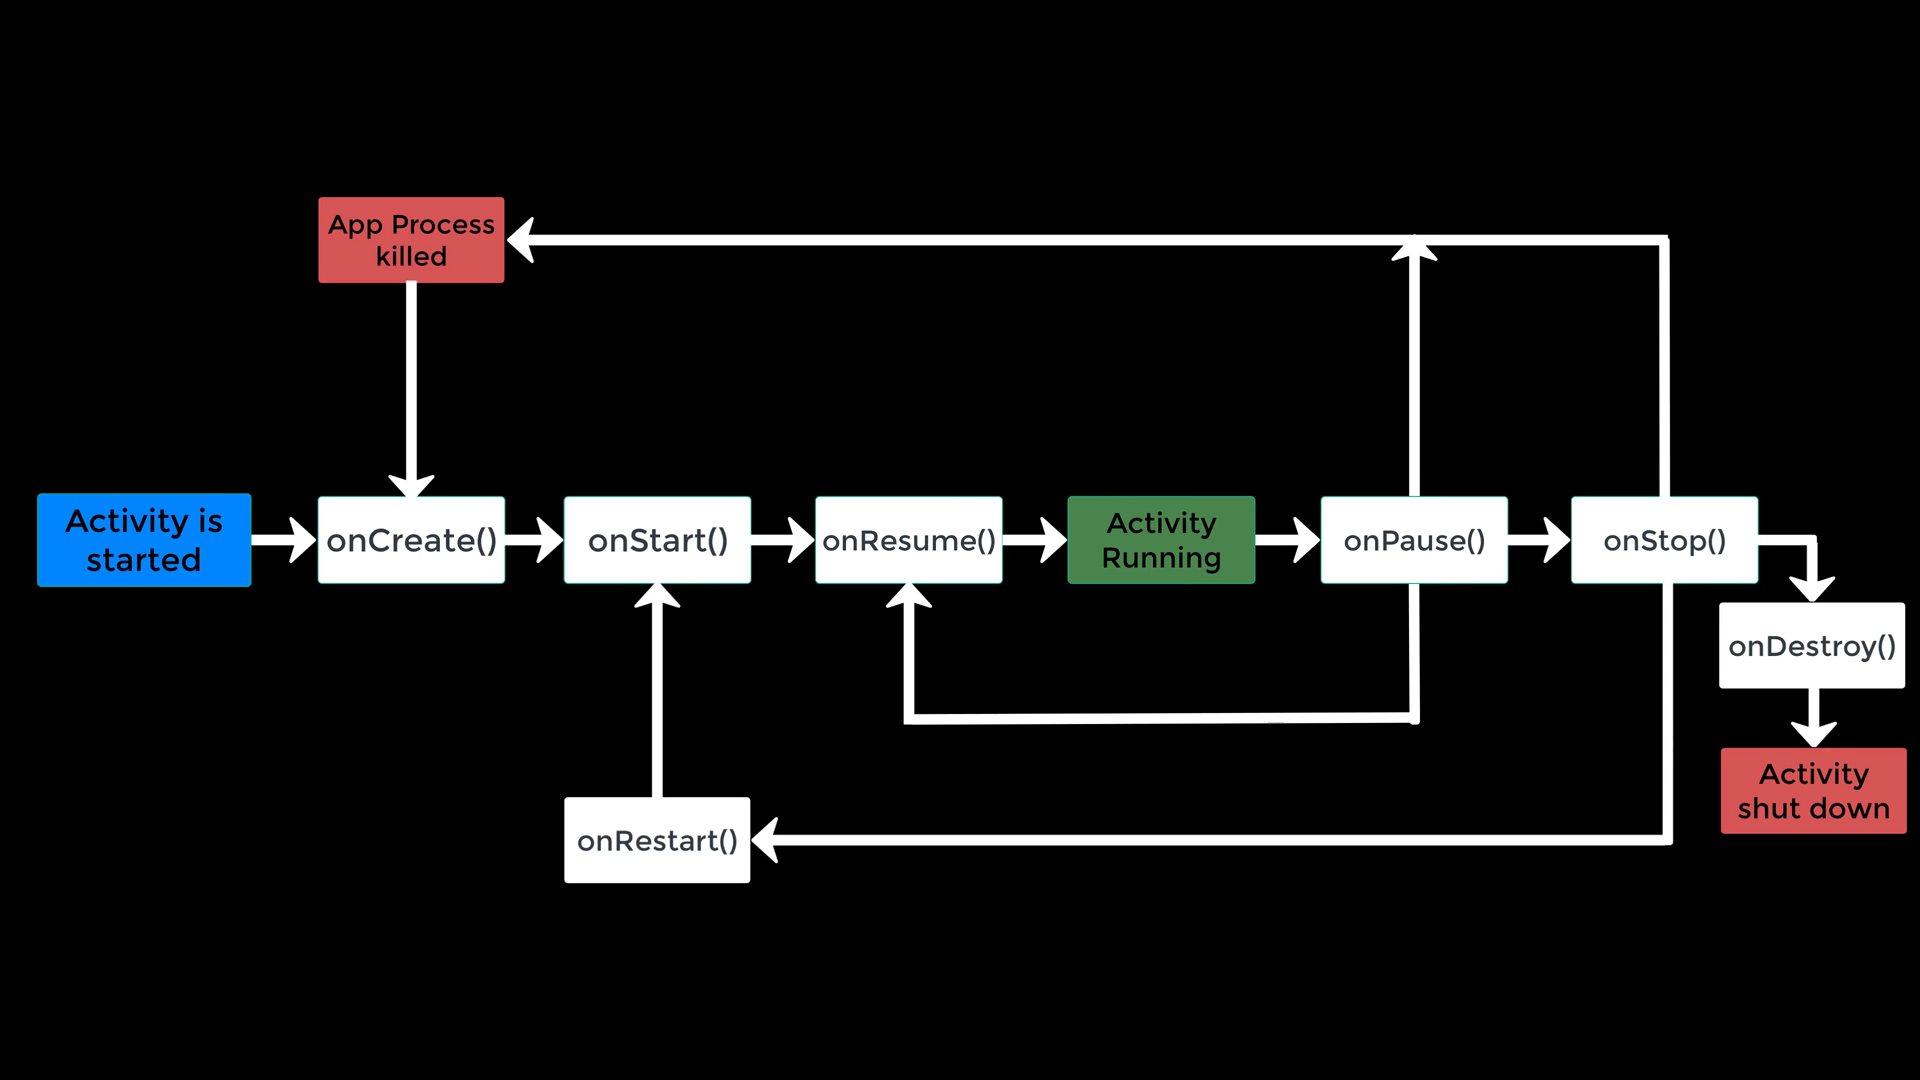 App Process
killed
Activity is
started
onCreate()
onStart()
onResume()
Activity
Running
onPause()
onStop()
onDestroy()
Activity
shut down
onRestart()